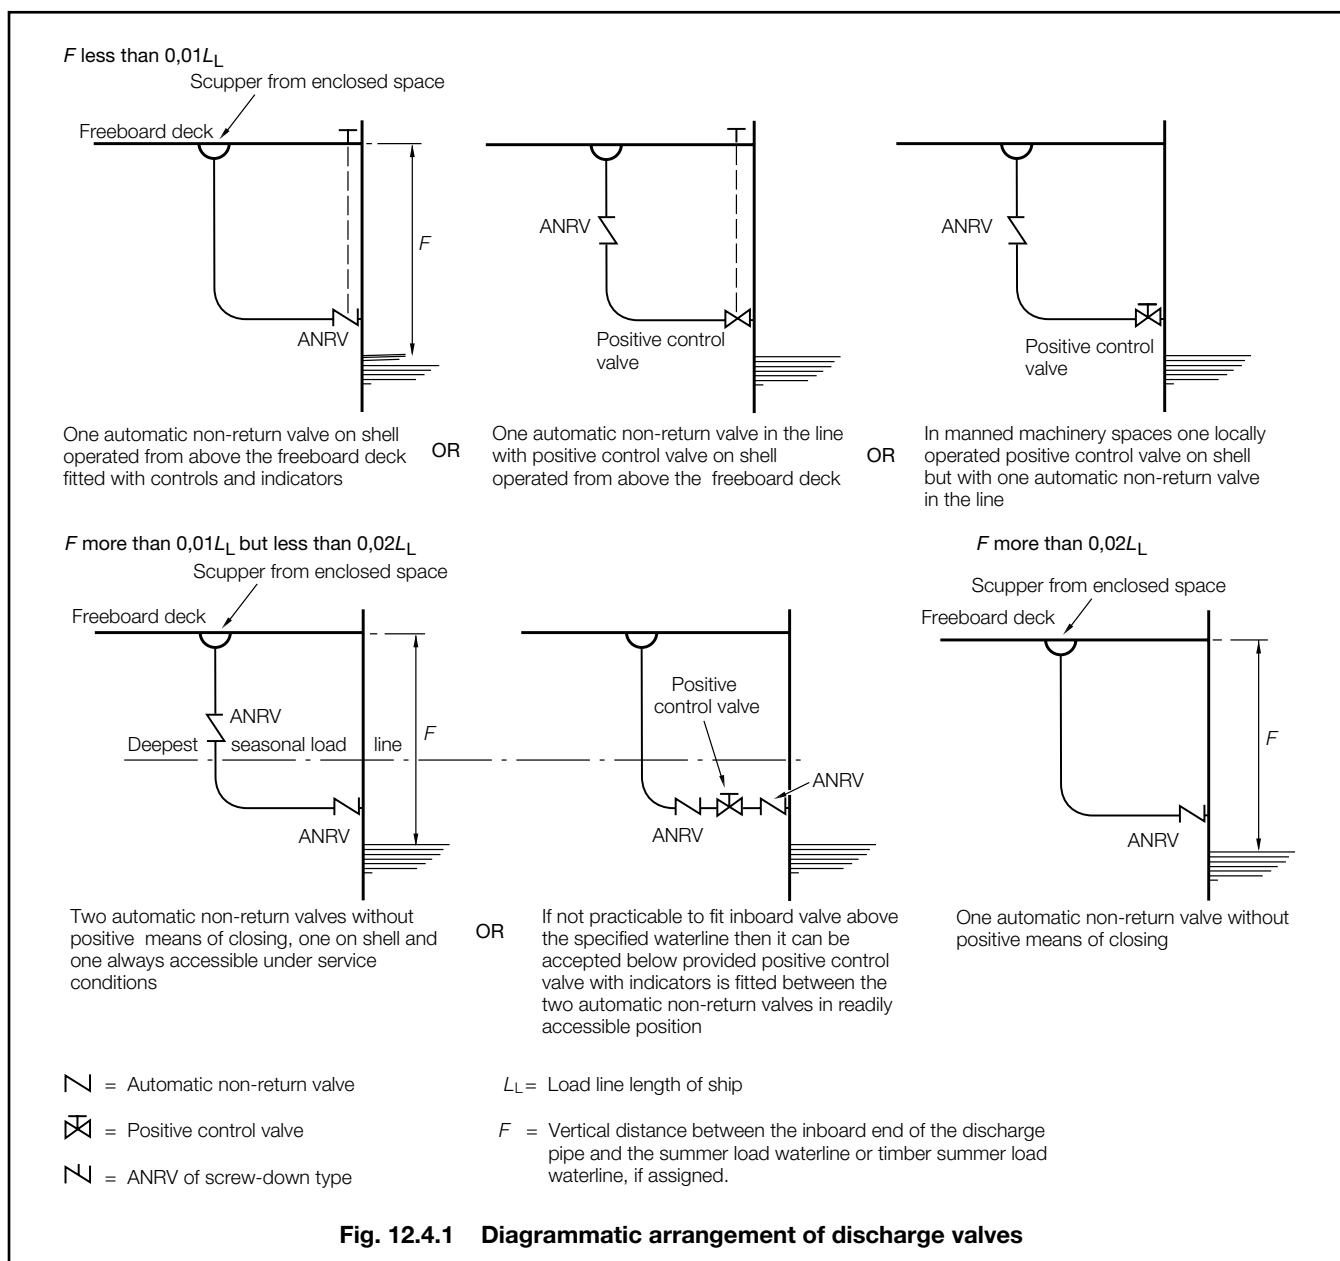 F less than 0,01LL
Scupper from enclosed space
Freeboard deck
F
ANRV
ANRV
Positive control
valve
ANRV
Positive control
valve
One automatic non-return valve on shell
operated from above the freeboard deck
fitted with controls and indicators
OR
One automatic non-return valve in the line
with positive control valve on shell
operated from above the freeboard deck
OR
In manned machinery spaces one locally
operated positive control valve on shell
but with one automatic non-return valve
in the line
F more than 0,01LL but less than 0,02LL
Scupper from enclosed space
Freeboard deck
ANRV
Deepest seasonal load line
F
ANRV
Positive
control valve
ANRV
ANRV
F more than 0,02LL
Scupper from enclosed space
Freeboard deck
F
ANRV
Two automatic non-return valves without
positive means of closing, one on shell and
one always accessible under service
conditions
OR
If not practicable to fit inboard valve above
the specified waterline then it can be
accepted below provided positive control
valve with indicators is fitted between the
two automatic non-return valves in readily
accessible position
One automatic non-return valve without
positive means of closing
= Automatic non-return valve
= Positive control valve
= ANRV of screw-down type
LL = Load line length of ship
F = Vertical distance between the inboard end of the discharge
pipe and the summer load waterline or timber summer load
waterline, if assigned.
Fig. 12.4.1 Diagrammatic arrangement of discharge valves